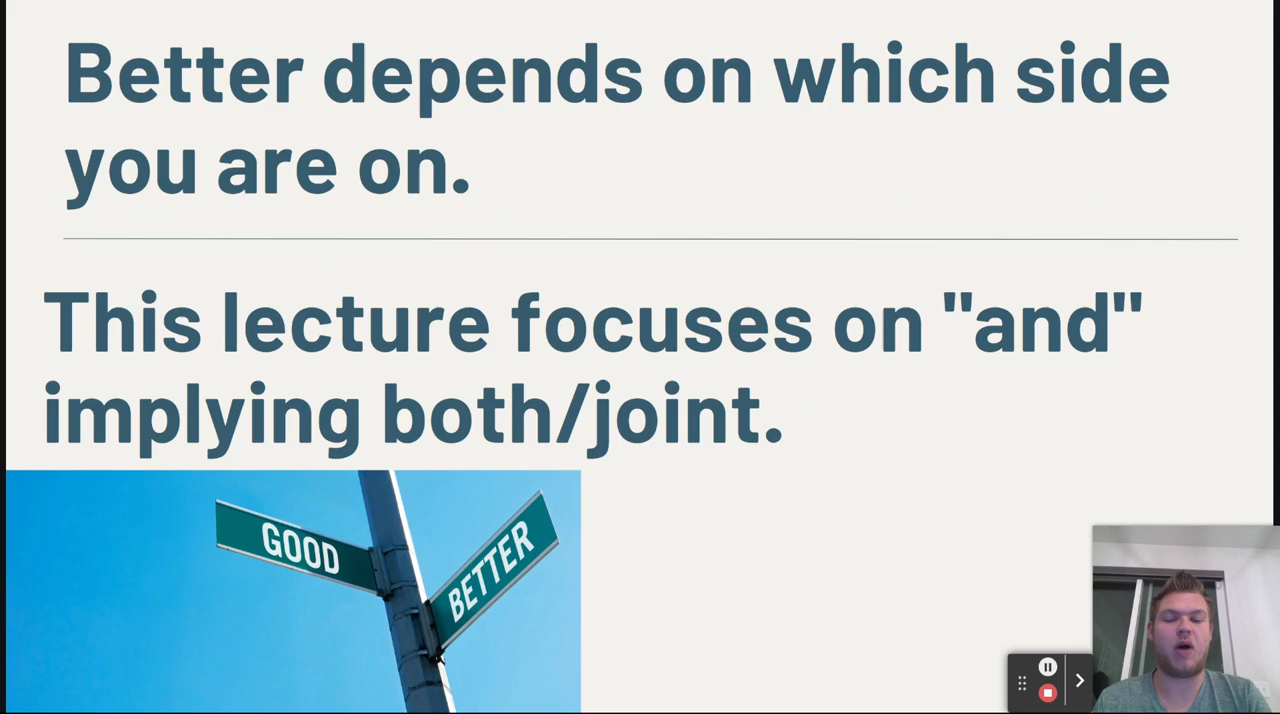 Better depends on which side
you are on.
This lecture focuses on "and"
implying both/joint.
GOOD
BETTER